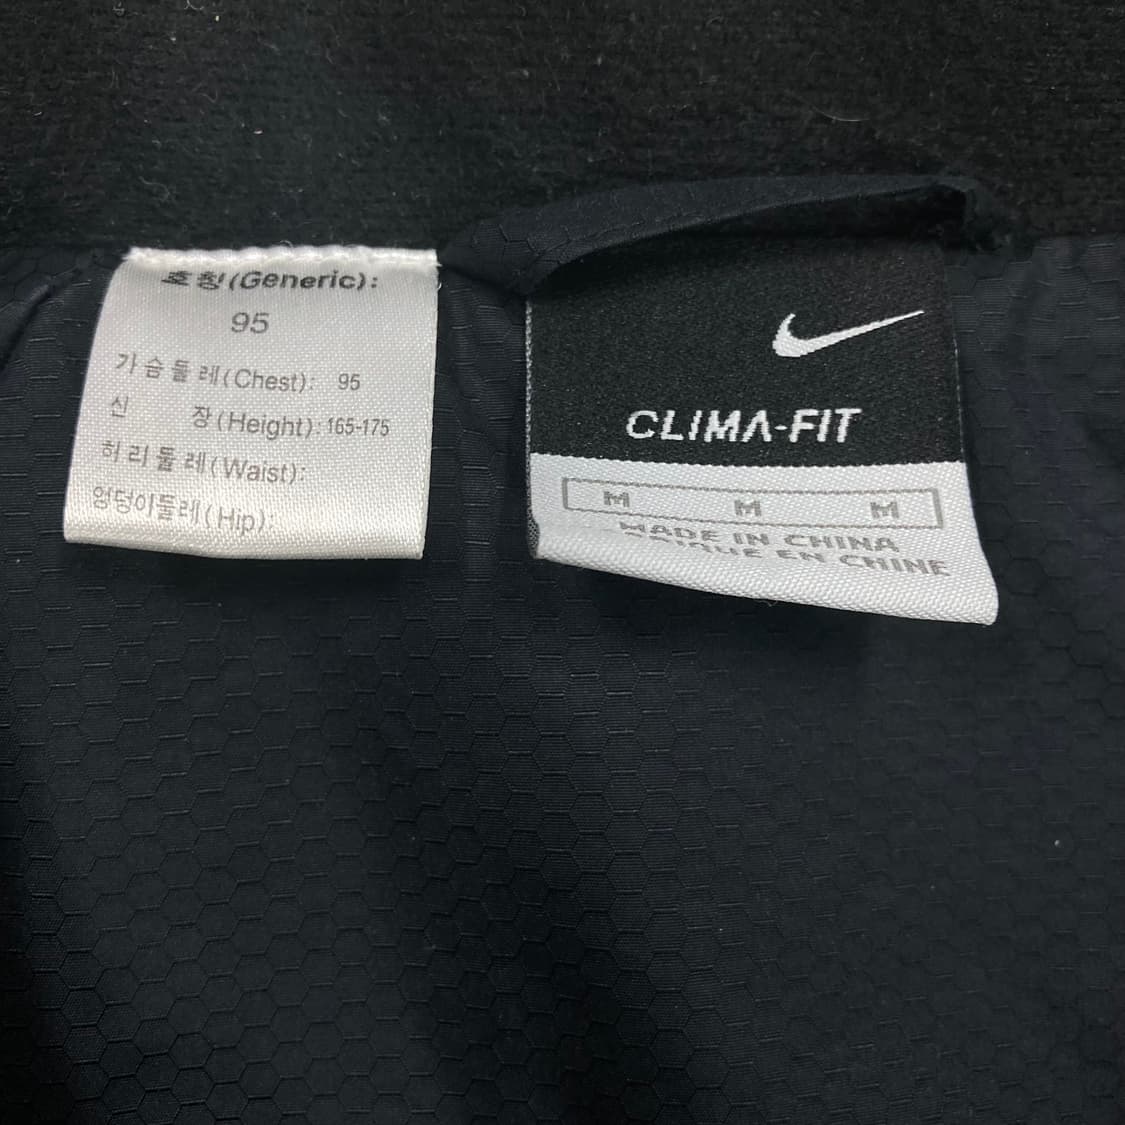 호칭(Generic):
95
가슴둘레(Chest): 95
신 장(Height): 165-175
허리둘레(Waist):
엉덩이둘레(Hip):
CLIMA-FIT
M M M
MADE IN CHINA
EN CHINE